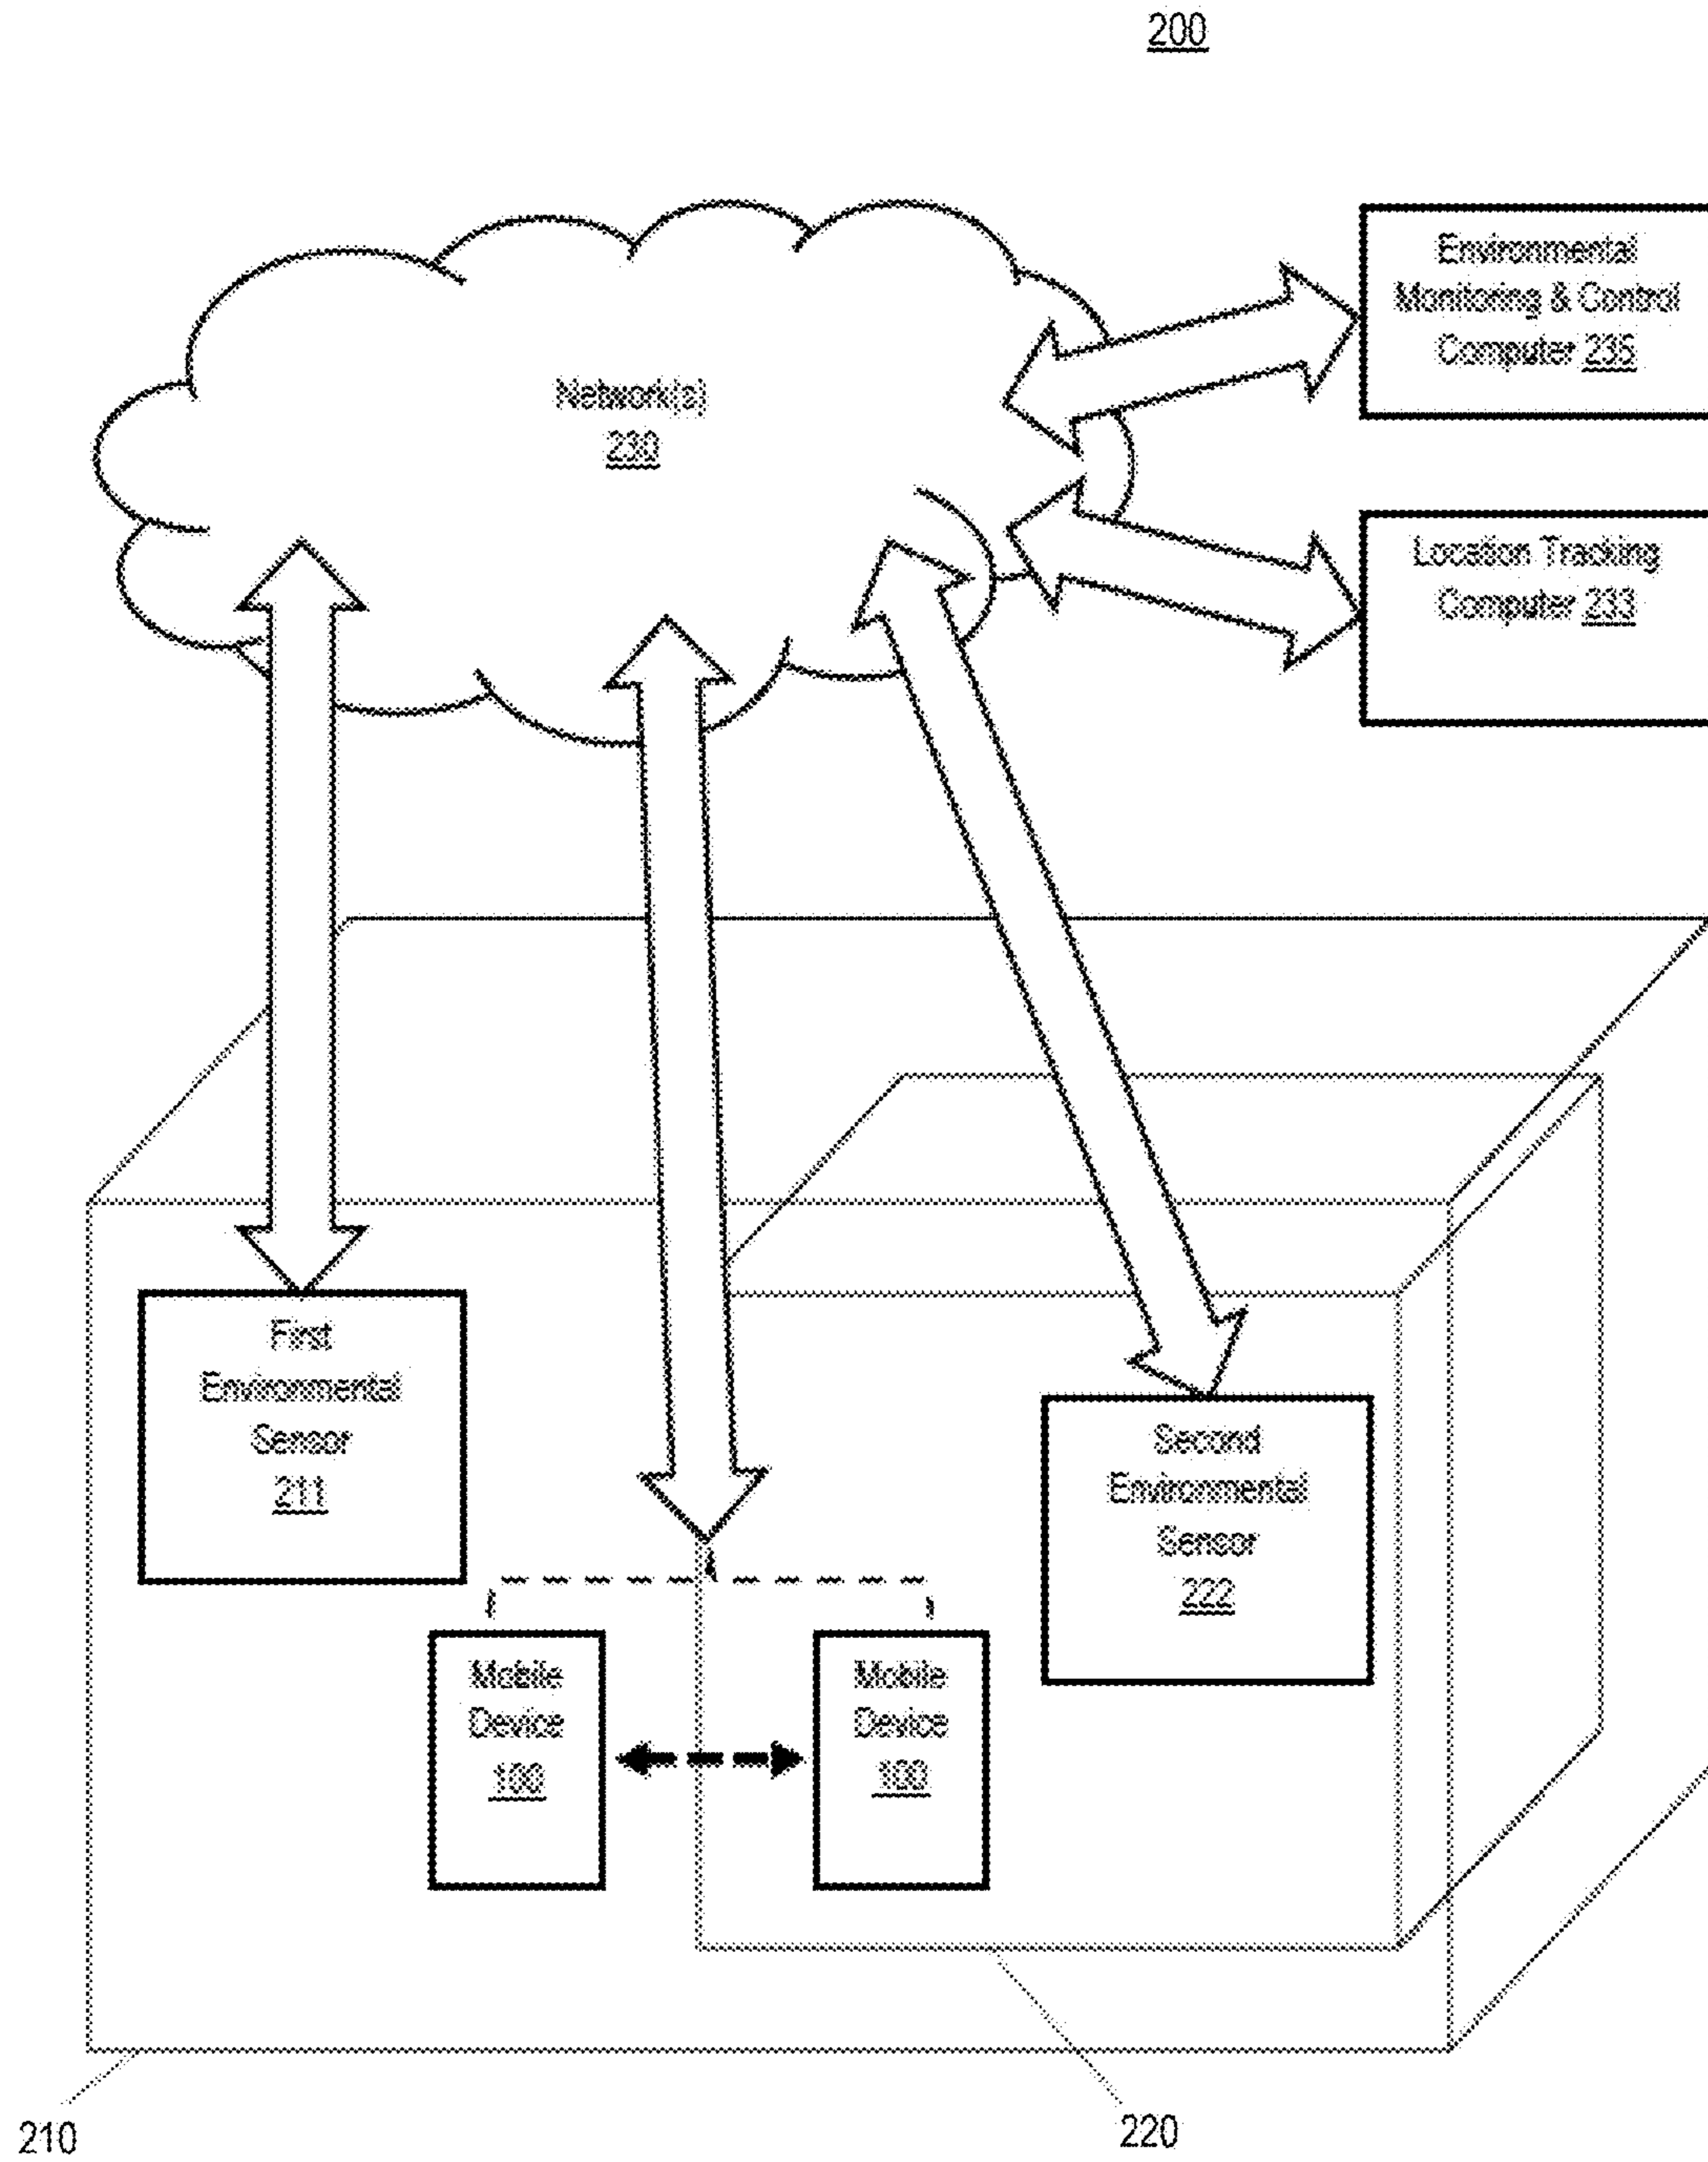 200
Environmental
Monitoring & Control
Computer 235
Network(s)
230
Location Tracking
Computer 233
First
Environmental
Sensor
211
Second
Environmental
Sensor
222
Mobile
Device
100
Mobile
Device
100
210
220